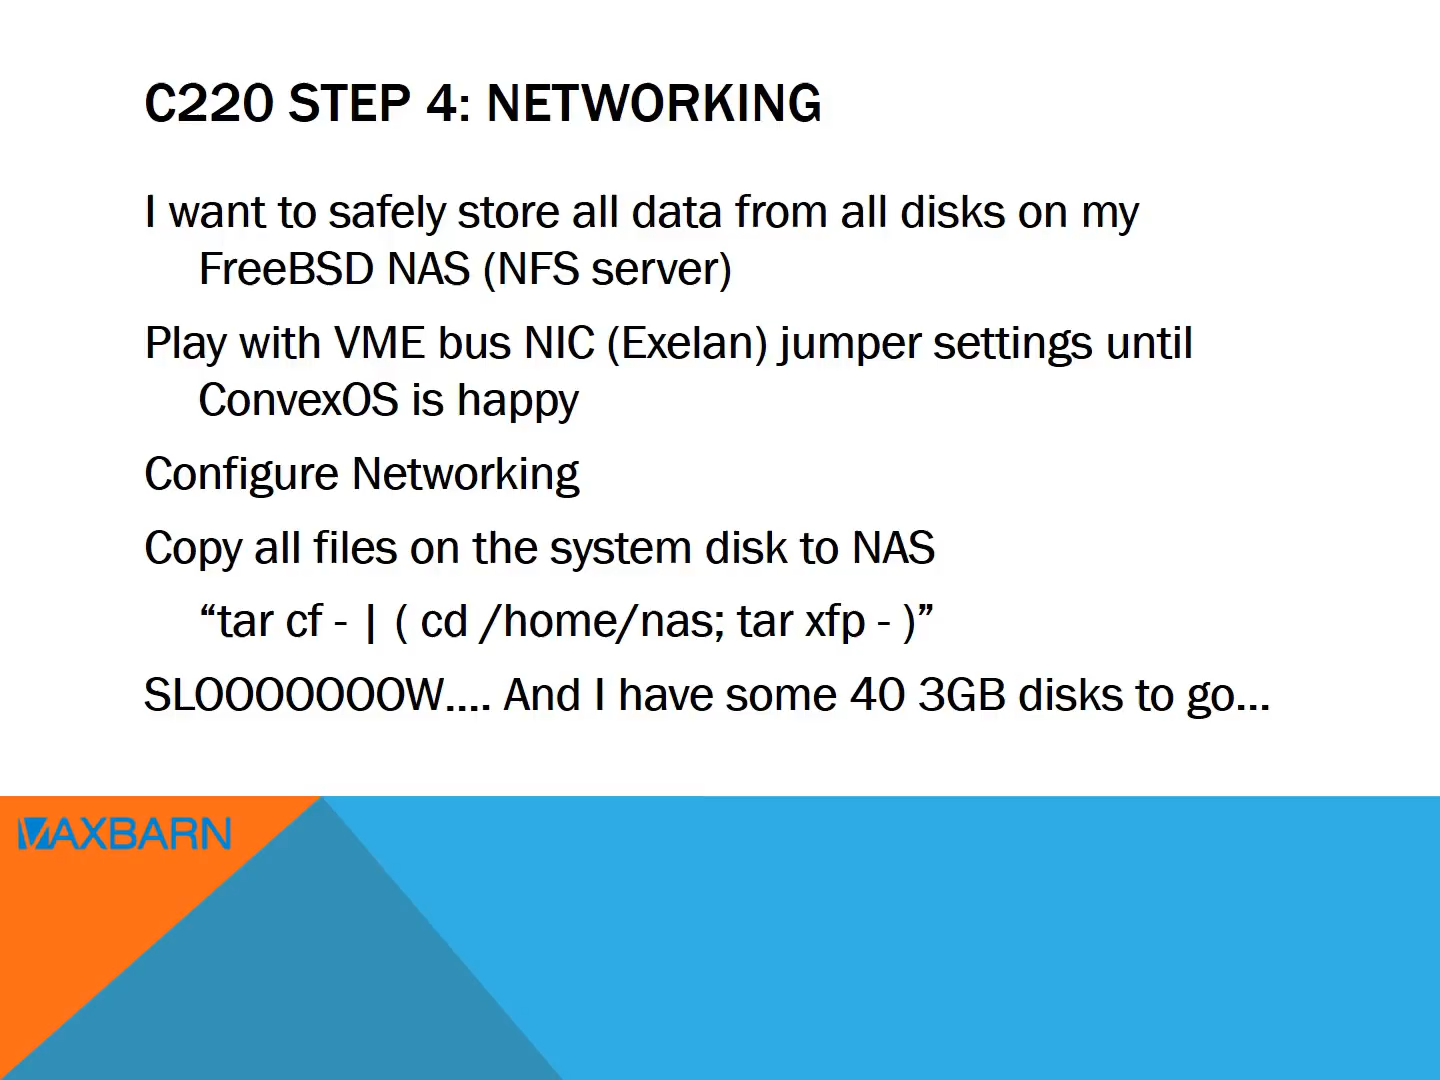 C220 STEP 4: NETWORKING
I want to safely store all data from all disks on my
FreeBSD NAS (NFS server)
Play with VME bus NIC (Exelan) jumper settings until
ConvexOS is happy
Configure Networking
Copy all files on the system disk to NAS
“tar cf - | ( cd /home/nas; tar xfp - )”
SLOOOOOOOW.... And I have some 40 3GB disks to go...
VAXBARN